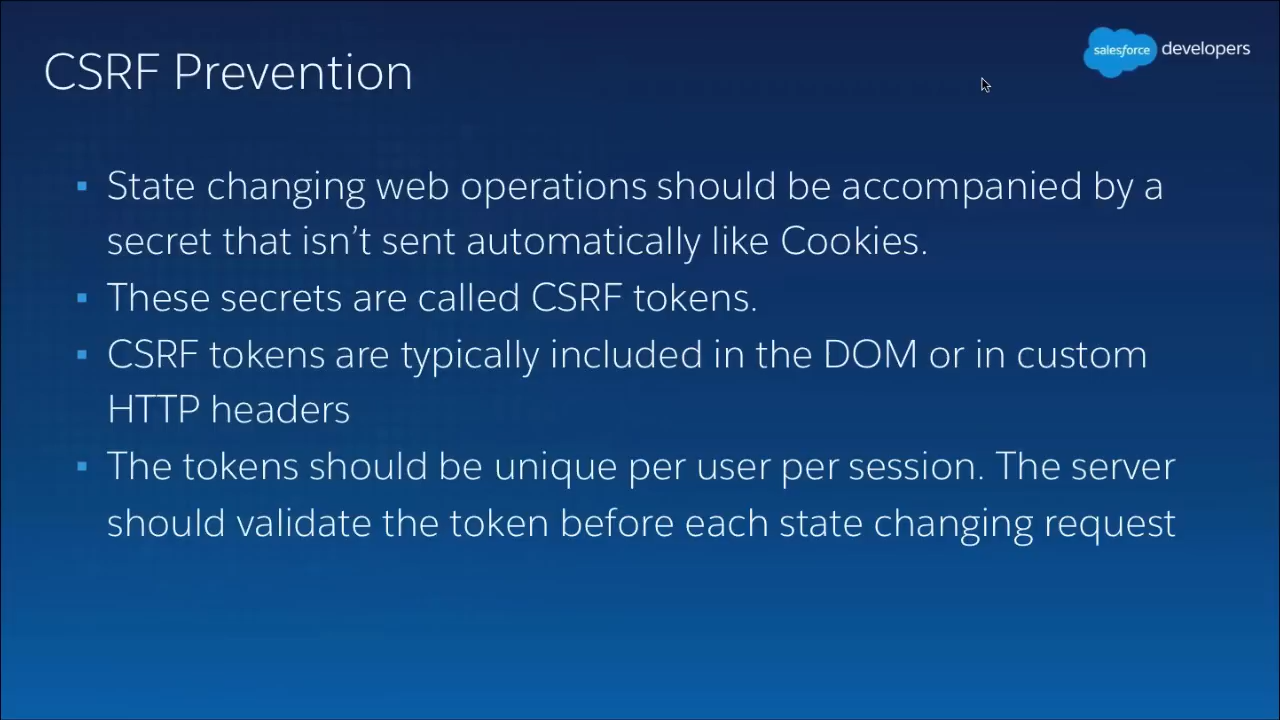 CSRF Prevention
salesforce developers
▪ State changing web operations should be accompanied by a
secret that isn't sent automatically like Cookies.
▪ These secrets are called CSRF tokens.
▪ CSRF tokens are typically included in the DOM or in custom
HTTP headers
▪ The tokens should be unique per user per session. The server
should validate the token before each state changing request